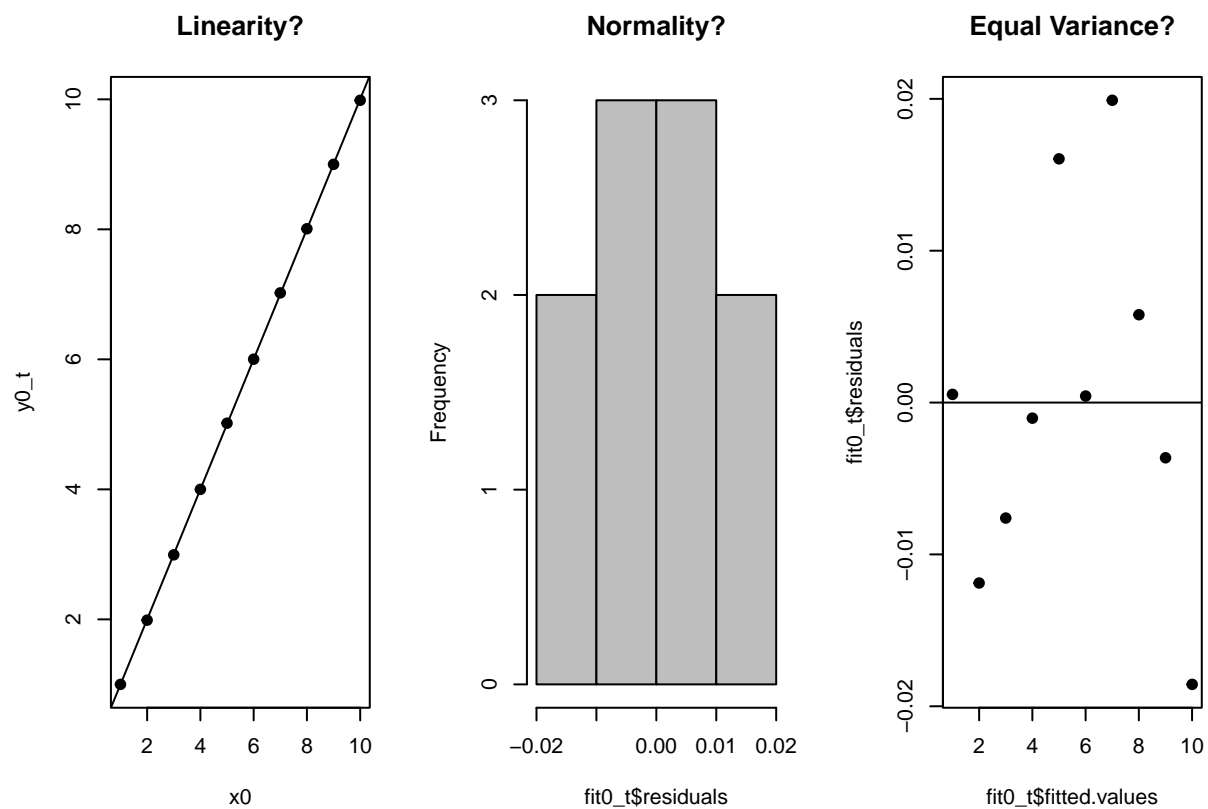 Linearity?
y0_t
10
8
6
4
2
2 4 6 8 10
x0
Normality?
Frequency
3
2
1
0
−0.02 0.00 0.01 0.02
fit0_t$residuals
Equal Variance?
fit0_t$residuals
0.02
0.01
0.00
−0.01
−0.02
2 4 6 8 10
fit0_t$fitted.values